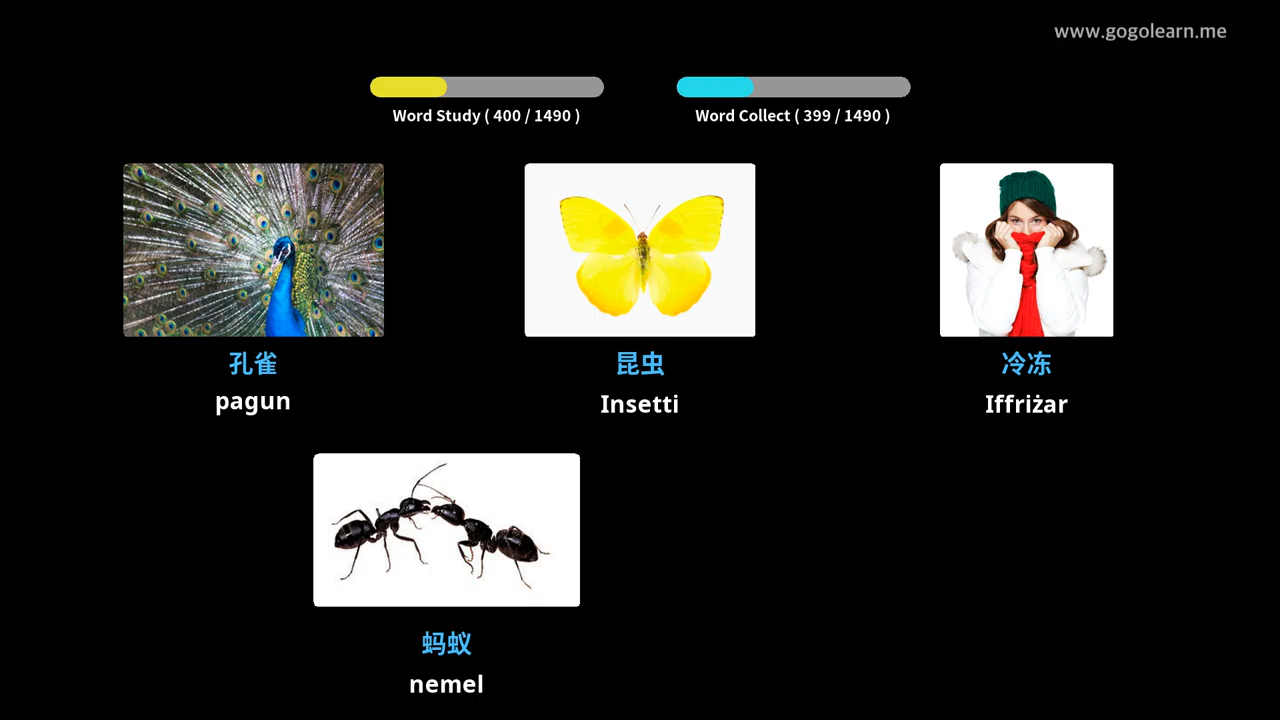 www.gogolearn.me
Word Study ( 400 / 1490 )
Word Collect ( 399 / 1490 )
孔雀
pagun
昆虫
Insetti
冷冻
Iffriżar
蚂蚁
nemel